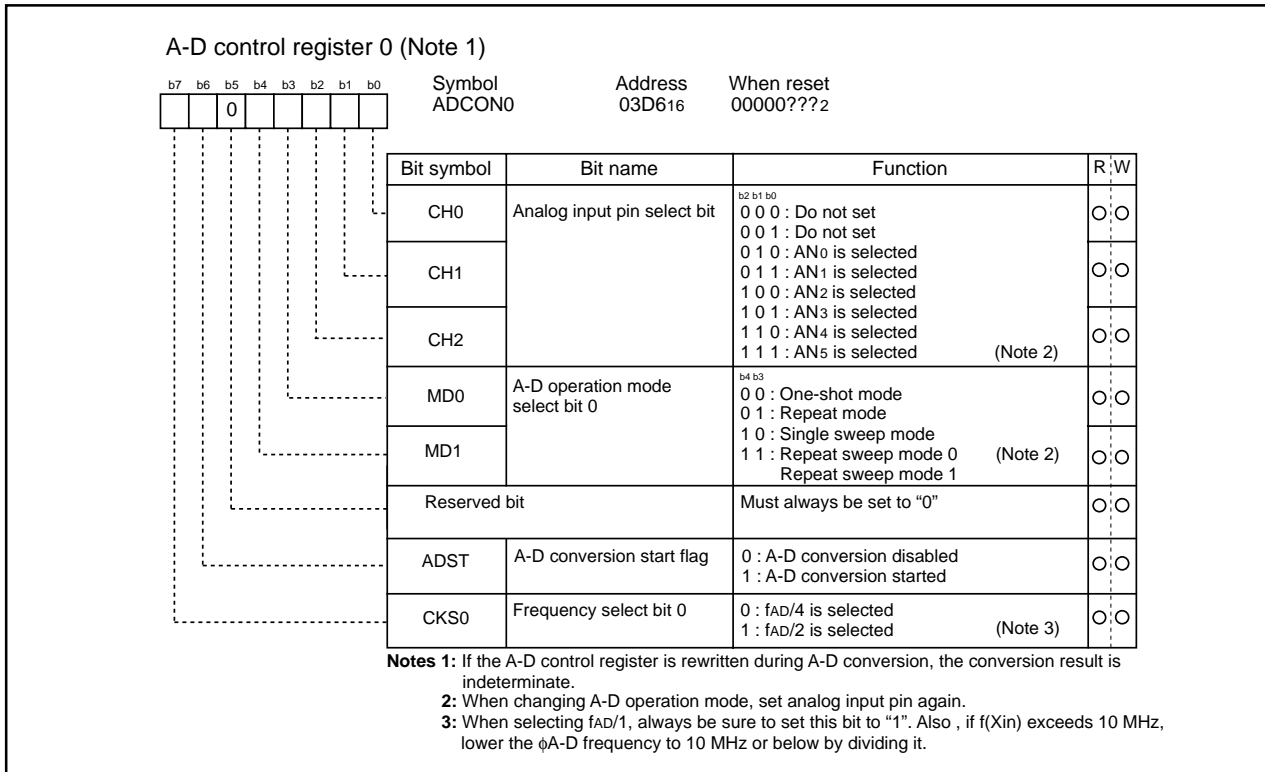 A-D control register 0 (Note 1)
b7 b6 b5 b4 b3 b2 b1 b0
0
Symbol Address When reset
ADCON0 03D616 00000???2
Bit symbol Bit name Function R W
CH0 Analog input pin select bit
b2 b1 b0
0 0 0 : Do not set
0 0 1 : Do not set
0 1 0 : AN0 is selected
0 1 1 : AN1 is selected
CH1
1 0 0 : AN2 is selected
1 0 1 : AN3 is selected
1 1 0 : AN4 is selected
CH2
1 1 1 : AN5 is selected (Note 2)
MD0 A-D operation mode
select bit 0
b4 b3
0 0 : One-shot mode
0 1 : Repeat mode
1 0 : Single sweep mode
MD1
1 1 : Repeat sweep mode 0 (Note 2)
Repeat sweep mode 1
Reserved bit Must always be set to “0”
ADST A-D conversion start flag 0 : A-D conversion disabled
1 : A-D conversion started
CKS0 Frequency select bit 0 0 : fAD/4 is selected
1 : fAD/2 is selected (Note 3)
Notes 1: If the A-D control register is rewritten during A-D conversion, the conversion result is
indeterminate.
2: When changing A-D operation mode, set analog input pin again.
3: When selecting fAD/1, always be sure to set this bit to “1”. Also , if f(Xin) exceeds 10 MHz,
lower the ϕA-D frequency to 10 MHz or below by dividing it.